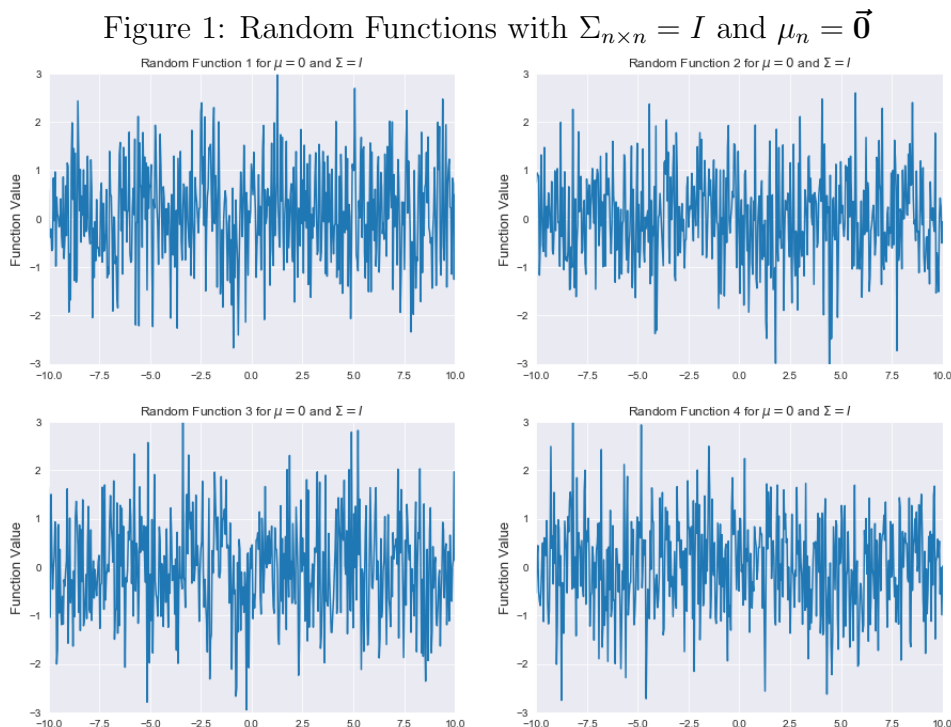 Figure 1: Random Functions with Σₙ×ₙ = I and μₙ = 0⃗
Random Function 1 for μ = 0 and Σ = I
Function Value
3
2
1
0
−1
−2
−3
−10.0 −7.5 −5.0 −2.5 0.0 2.5 5.0 7.5 10.0
Random Function 2 for μ = 0 and Σ = I
Function Value
3
2
1
0
−1
−2
−3
−10.0 −7.5 −5.0 −2.5 0.0 2.5 5.0 7.5 10.0
Random Function 3 for μ = 0 and Σ = I
Function Value
3
2
1
0
−1
−2
−3
−10.0 −7.5 −5.0 −2.5 0.0 2.5 5.0 7.5 10.0
Random Function 4 for μ = 0 and Σ = I
Function Value
3
2
1
0
−1
−2
−3
−10.0 −7.5 −5.0 −2.5 0.0 2.5 5.0 7.5 10.0